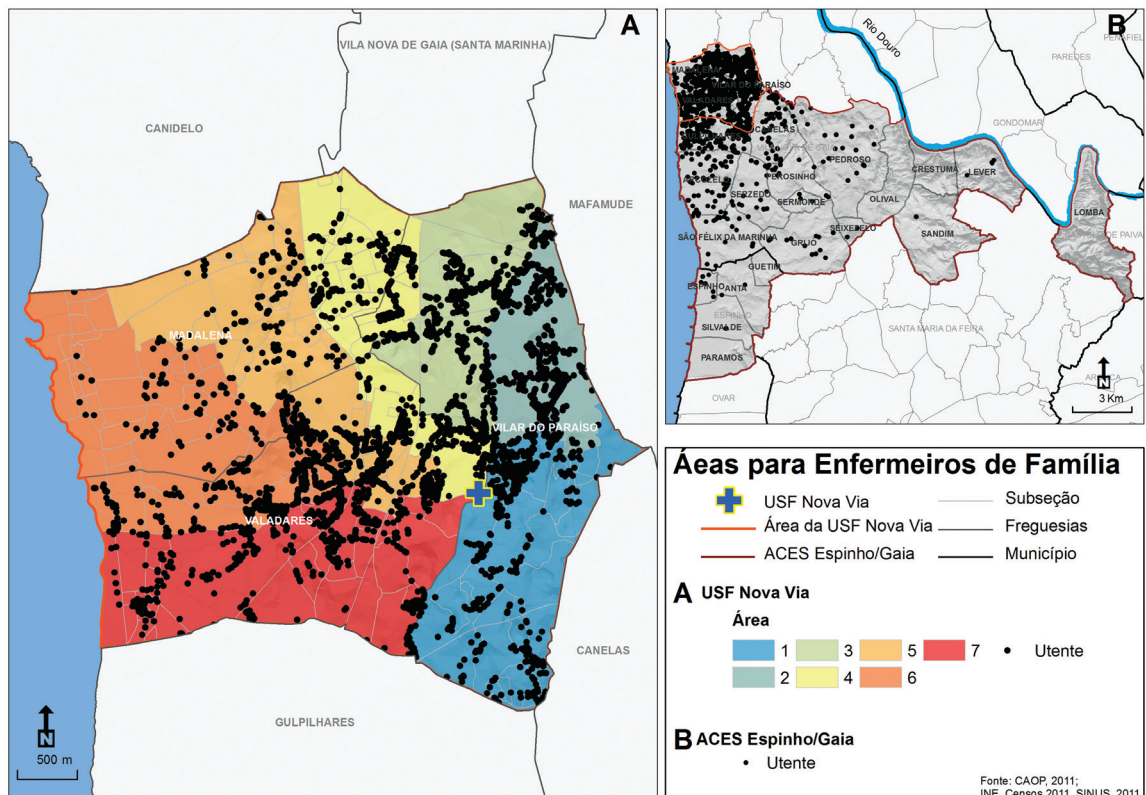 A
VILA NOVA DE GAIA (SANTA MARINHA)
CANIDELO
MAFAMUDE
MADALENA
VILAR DO PARAÍSO
VALADARES
CANELAS
GULPILHARES
N
500 m
B
Rio Douro
PENAFIEL
PAREDES
MADALENA
VILAR DO PARAÍSO
VALADARES
GONDOMAR
CANELAS
PEDROSO
CRESTUMA
LEVER
PEROSINHO
SERZEDO
SERMONDE
OLIVAL
LOMBA
SEIXEZELO
SANDIM
SÃO FÉLIX DA MARINHA
GRIJÓ
GUETIM
ESPINHO
ANTA
ESPINHO
SILVALDE
SANTA MARIA DA FEIRA
PARAMOS
OVAR
N
3 Km
Áeas para Enfermeiros de Família
USF Nova Via
Subseção
Área da USF Nova Via
Freguesias
ACES Espinho/Gaia
Município
A USF Nova Via
Área
1 3 5 7 Utente
2 4 6
B ACES Espinho/Gaia
Utente
Fonte: CAOP, 2011;
INE, Censos 2011, SINUS, 2011